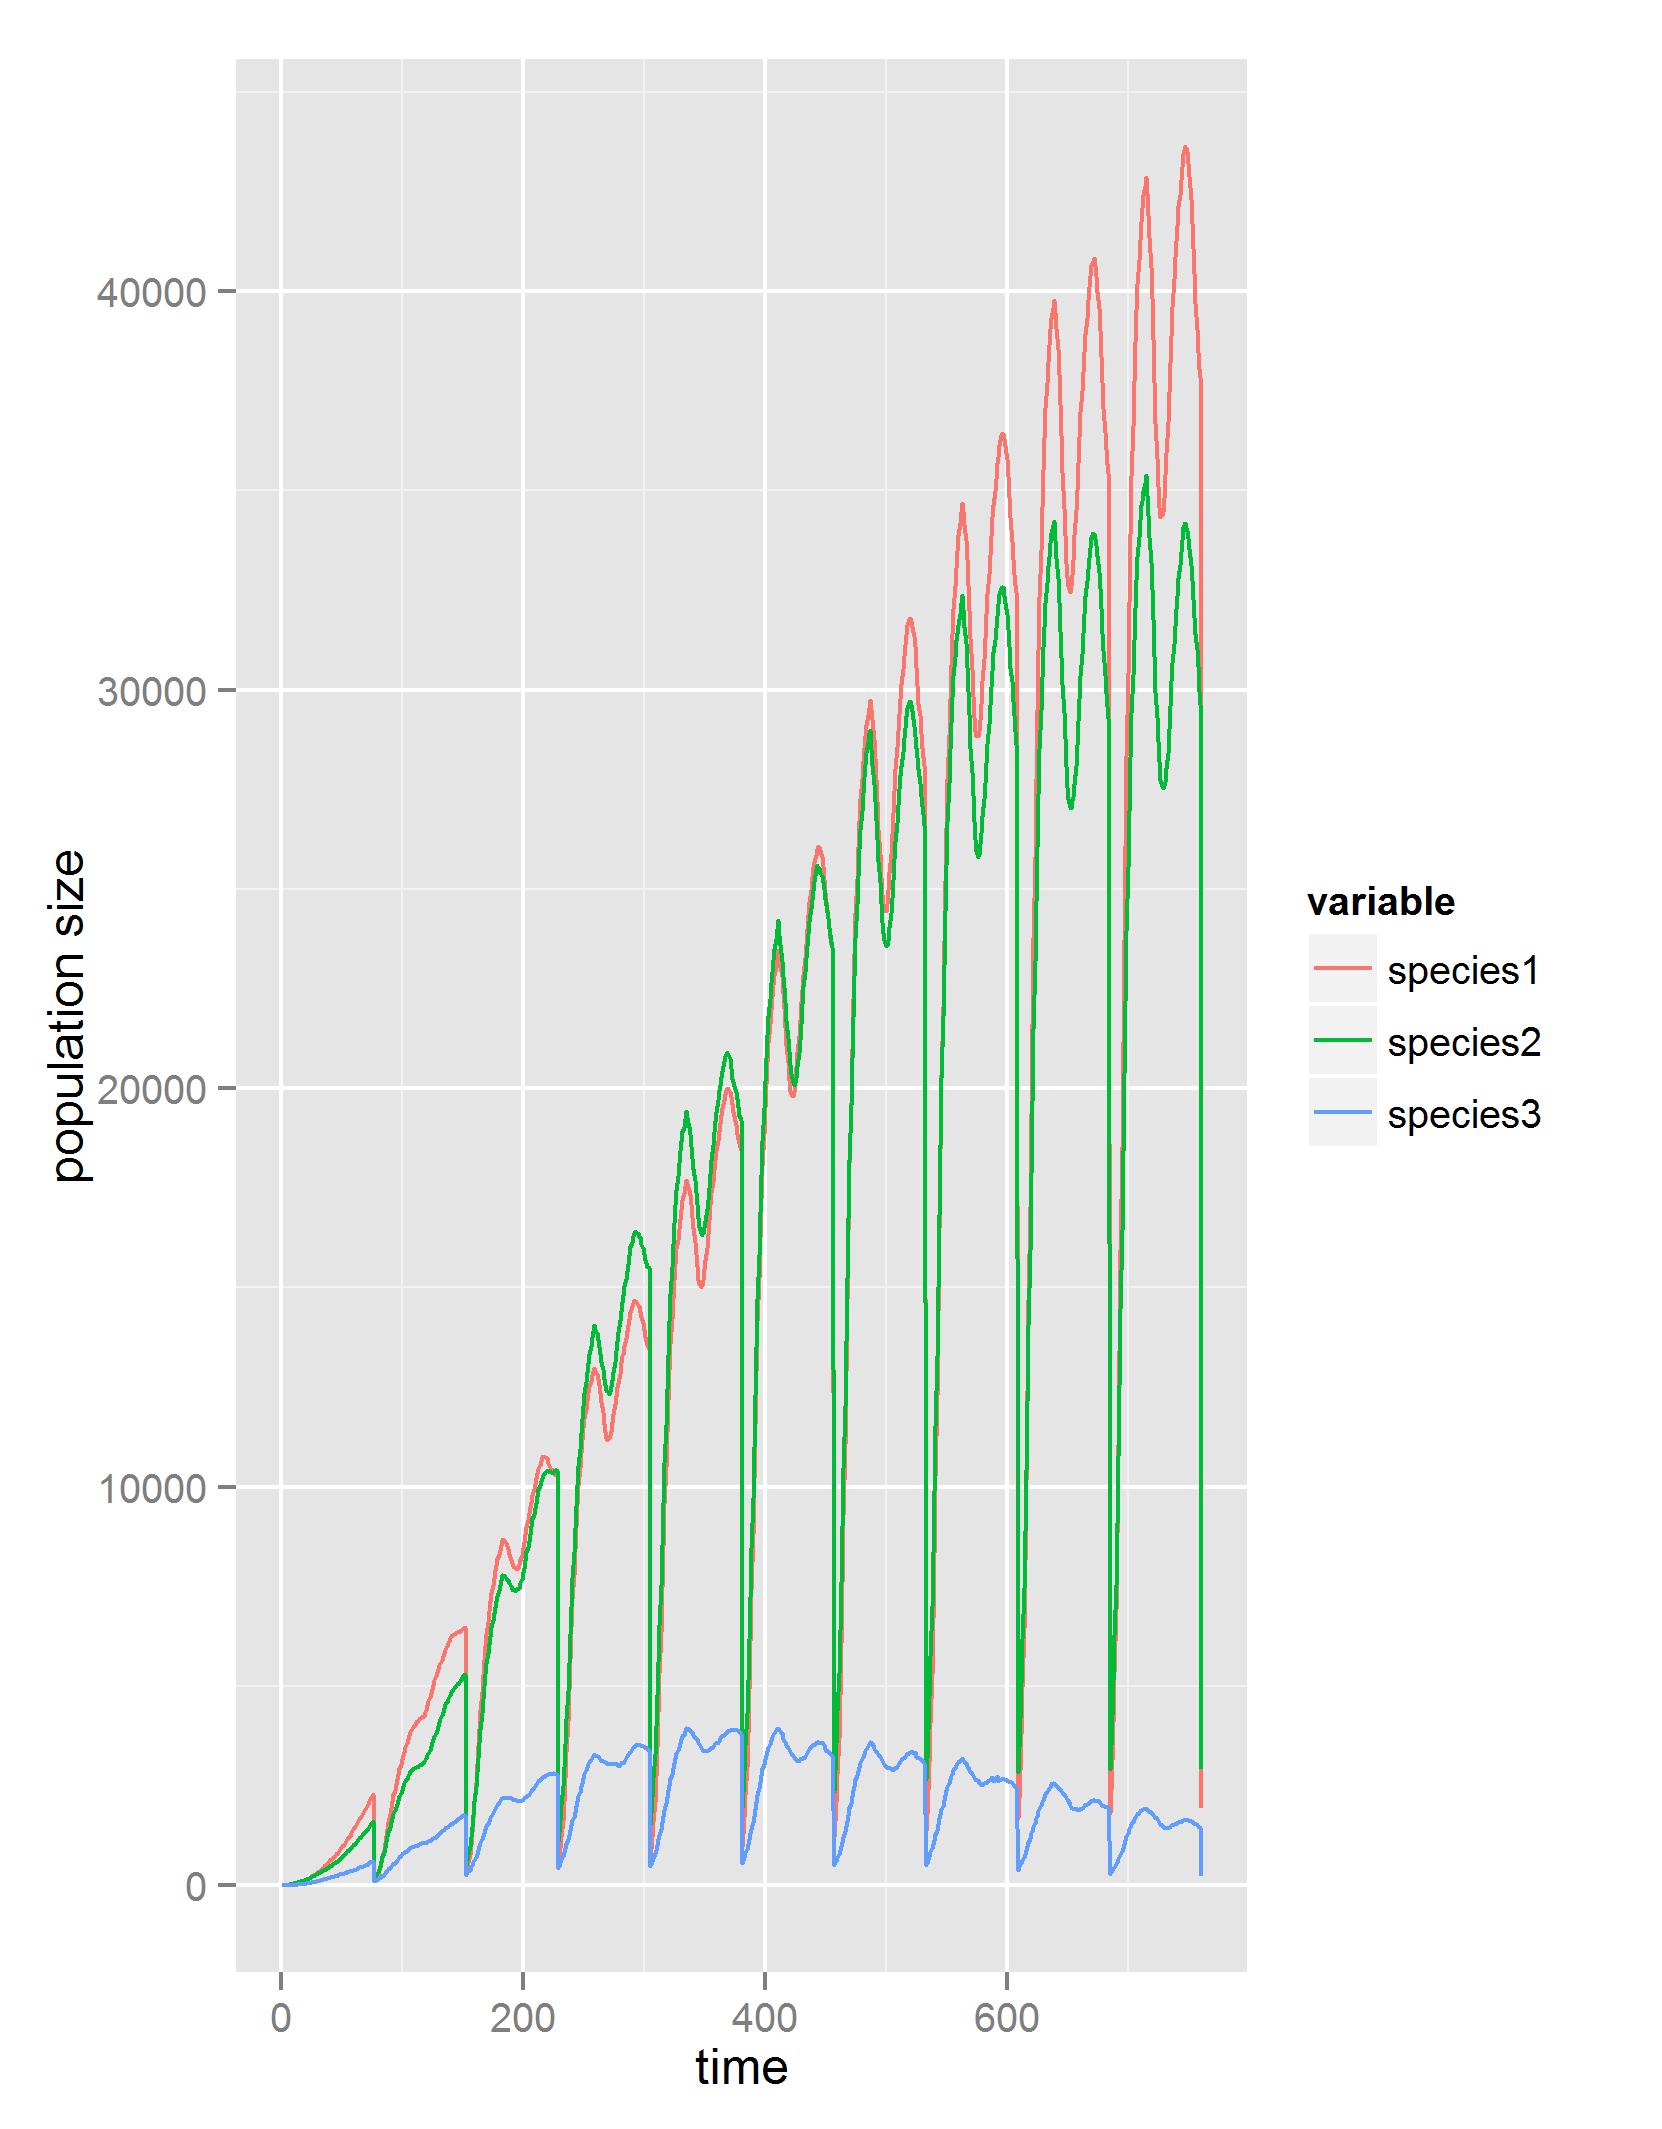 40000
30000
20000
10000
0
population size
0 200 400 600
time
variable
species1
species2
species3